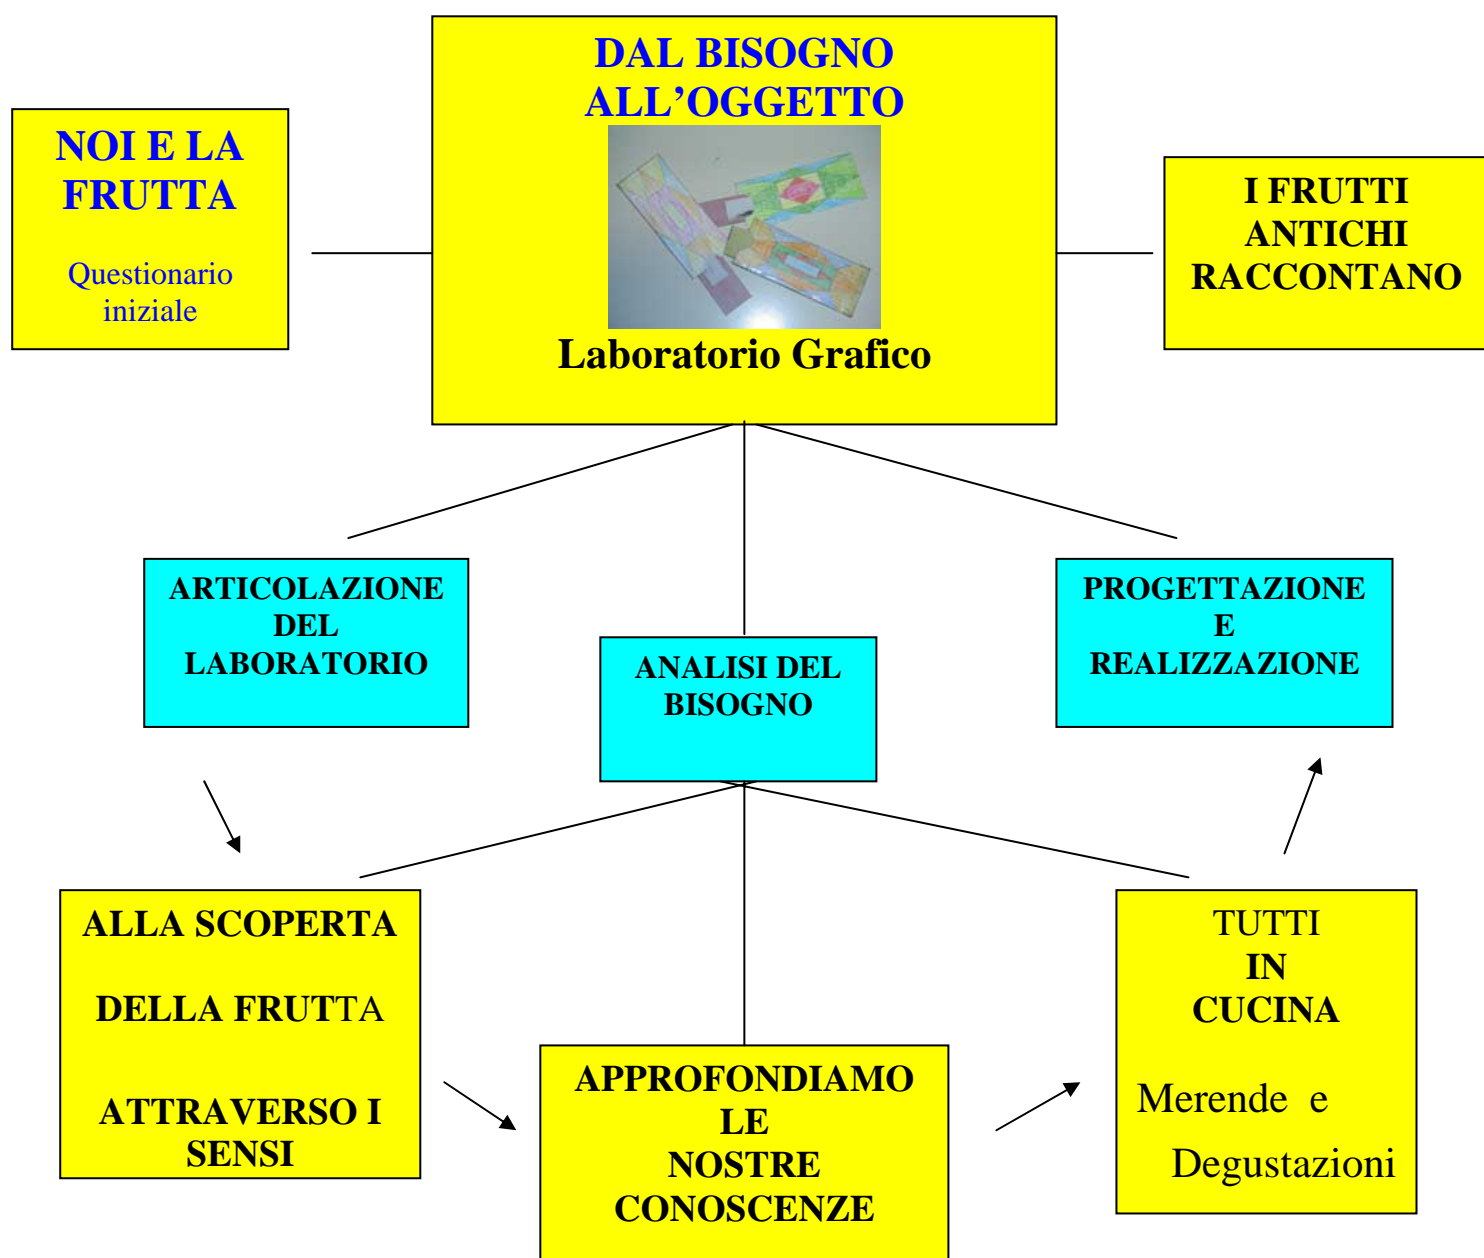 DAL BISOGNO
ALL’OGGETTO
Laboratorio Grafico
NOI E LA
FRUTTA
Questionario
iniziale
I FRUTTI
ANTICHI
RACCONTANO
ARTICOLAZIONE
DEL
LABORATORIO
ANALISI DEL
BISOGNO
PROGETTAZIONE
E
REALIZZAZIONE
ALLA SCOPERTA
DELLA FRUTTA
ATTRAVERSO I
SENSI
APPROFONDIAMO
LE
NOSTRE
CONOSCENZE
TUTTI
IN
CUCINA
Merende e
Degustazioni